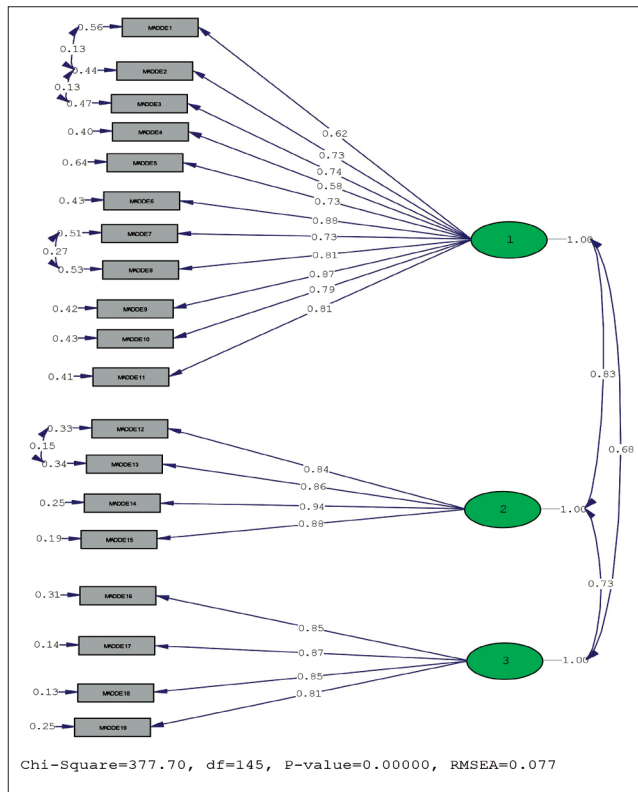 0.56 MADDE1
0.13
0.44 MADDE2
0.13
0.47 MADDE3
0.40 MADDE4
0.64 MADDE5
0.43 MADDE6
0.51 MADDE7
0.27
0.53 MADDE8
0.42 MADDE9
0.43 MADDE10
0.41 MADDE11
0.62
0.73
0.74
0.58
0.73
0.88
0.73
0.81
0.87
0.79
0.81
1 1.00
0.83
0.68
0.33 MADDE12
0.15
0.34 MADDE13
0.25 MADDE14
0.19 MADDE15
0.84
0.86
0.94
0.88
2 1.00
0.73
0.31 MADDE16
0.14 MADDE17
0.13 MADDE18
0.25 MADDE19
0.85
0.87
0.85
0.81
3 1.00
Chi-Square=377.70, df=145, P-value=0.00000, RMSEA=0.077